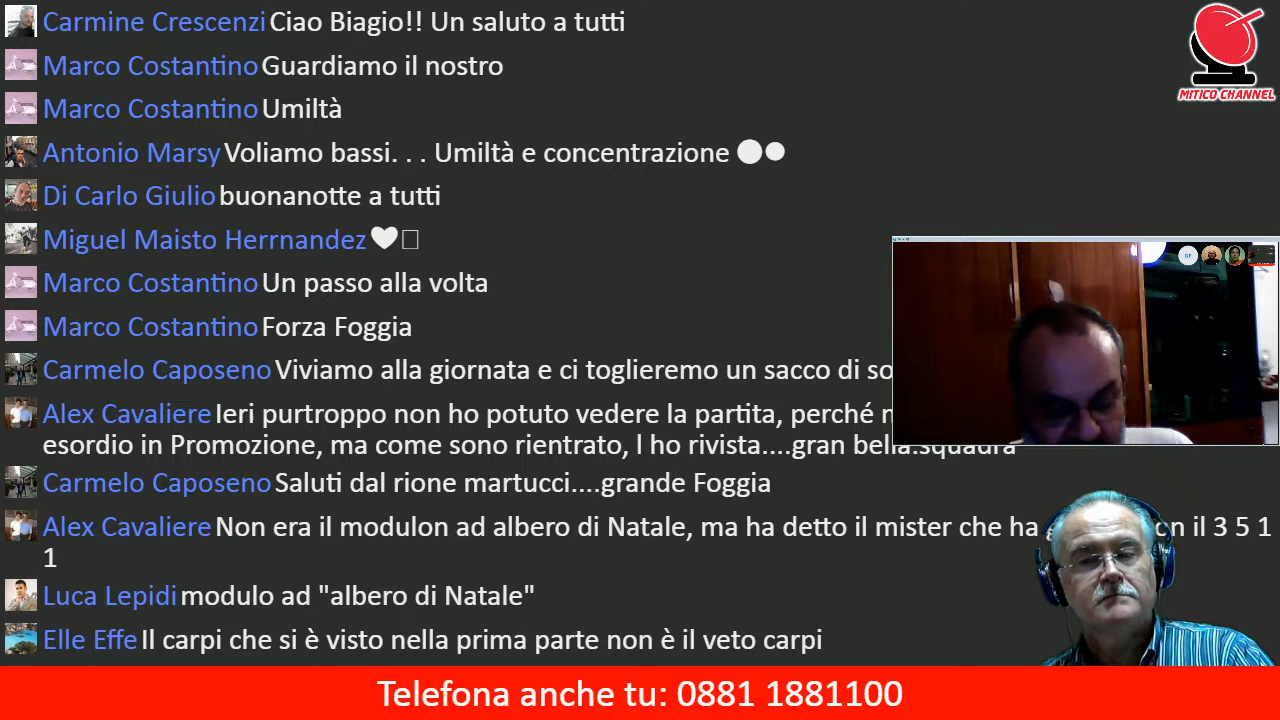 Carmine Crescenzi Ciao Biagio!! Un saluto a tutti
Marco Costantino Guardiamo il nostro
Marco Costantino Umiltà
Antonio Marsy Voliamo bassi. . . Umiltà e concentrazione
Di Carlo Giulio buonanotte a tutti
Miguel Maisto Herrnandez
Marco Costantino Un passo alla volta
Marco Costantino Forza Foggia
Carmelo Caposeno Viviamo alla giornata e ci toglieremo un sacco di
Alex Cavaliere Ieri purtroppo non ho potuto vedere la partita, perché
esordio in Promozione, ma come sono rientrato, l ho rivista....gran bella.squadra
Carmelo Caposeno Saluti dal rione martucci....grande Foggia
Alex Cavaliere Non era il modulon ad albero di Natale, ma ha detto il mister che ha il 3 5 1
1
Luca Lepidi modulo ad "albero di Natale"
Elle Effe Il carpi che si è visto nella prima parte non è il veto carpi
MITICO CHANNEL
Telefona anche tu: 0881 1881100